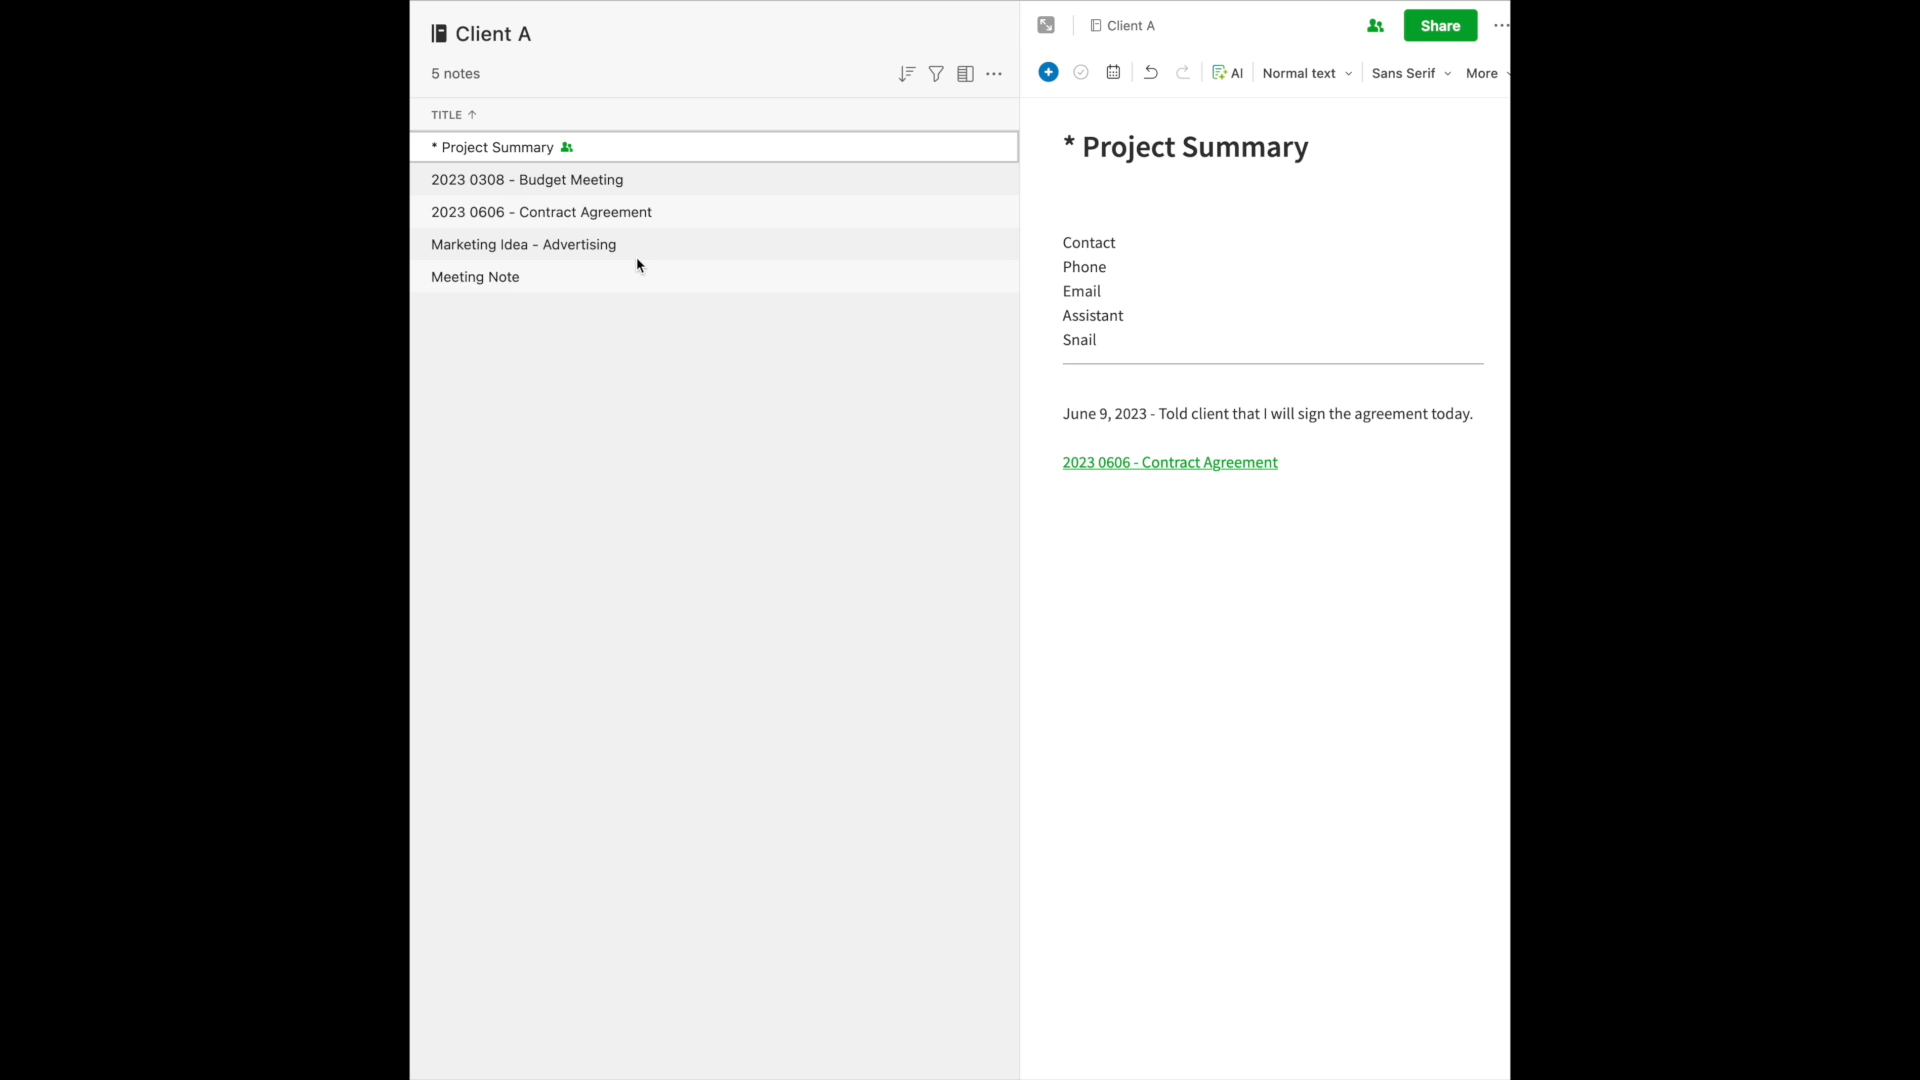 Client A
5 notes
TITLE ↑
* Project Summary
2023 0308 - Budget Meeting
2023 0606 - Contract Agreement
Marketing Idea - Advertising
Meeting Note
Client A
Share
AI
Normal text
Sans Serif
More
* Project Summary
Contact
Phone
Email
Assistant
Snail
June 9, 2023 - Told client that I will sign the agreement today.
2023 0606 - Contract Agreement